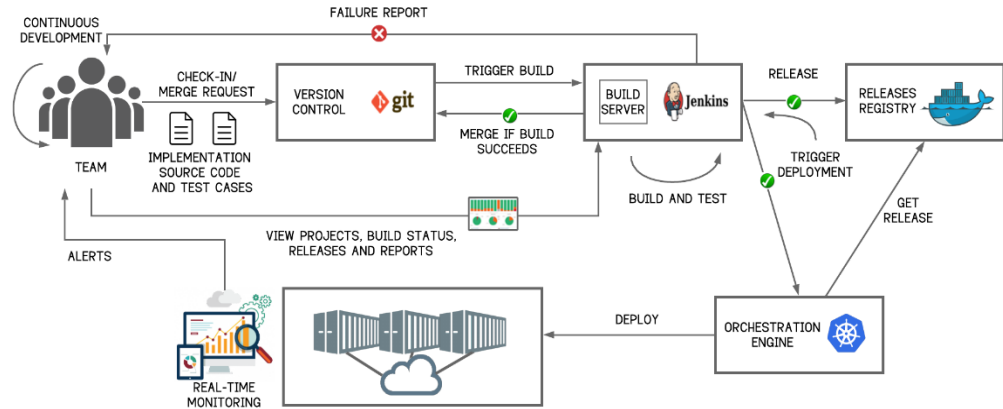 FAILURE REPORT
CONTINUOUS
DEVELOPMENT
CHECK-IN/
MERGE REQUEST
TRIGGER BUILD
RELEASE
VERSION
CONTROL
git
BUILD
SERVER
Jenkins
RELEASES
REGISTRY
MERGE IF BUILD
SUCCEEDS
TEAM
IMPLEMENTATION
SOURCE CODE
AND TEST CASES
TRIGGER
DEPLOYMENT
BUILD AND TEST
GET
RELEASE
VIEW PROJECTS, BUILD STATUS,
RELEASES AND REPORTS
ALERTS
DEPLOY
ORCHESTRATION
ENGINE
REAL-TIME
MONITORING